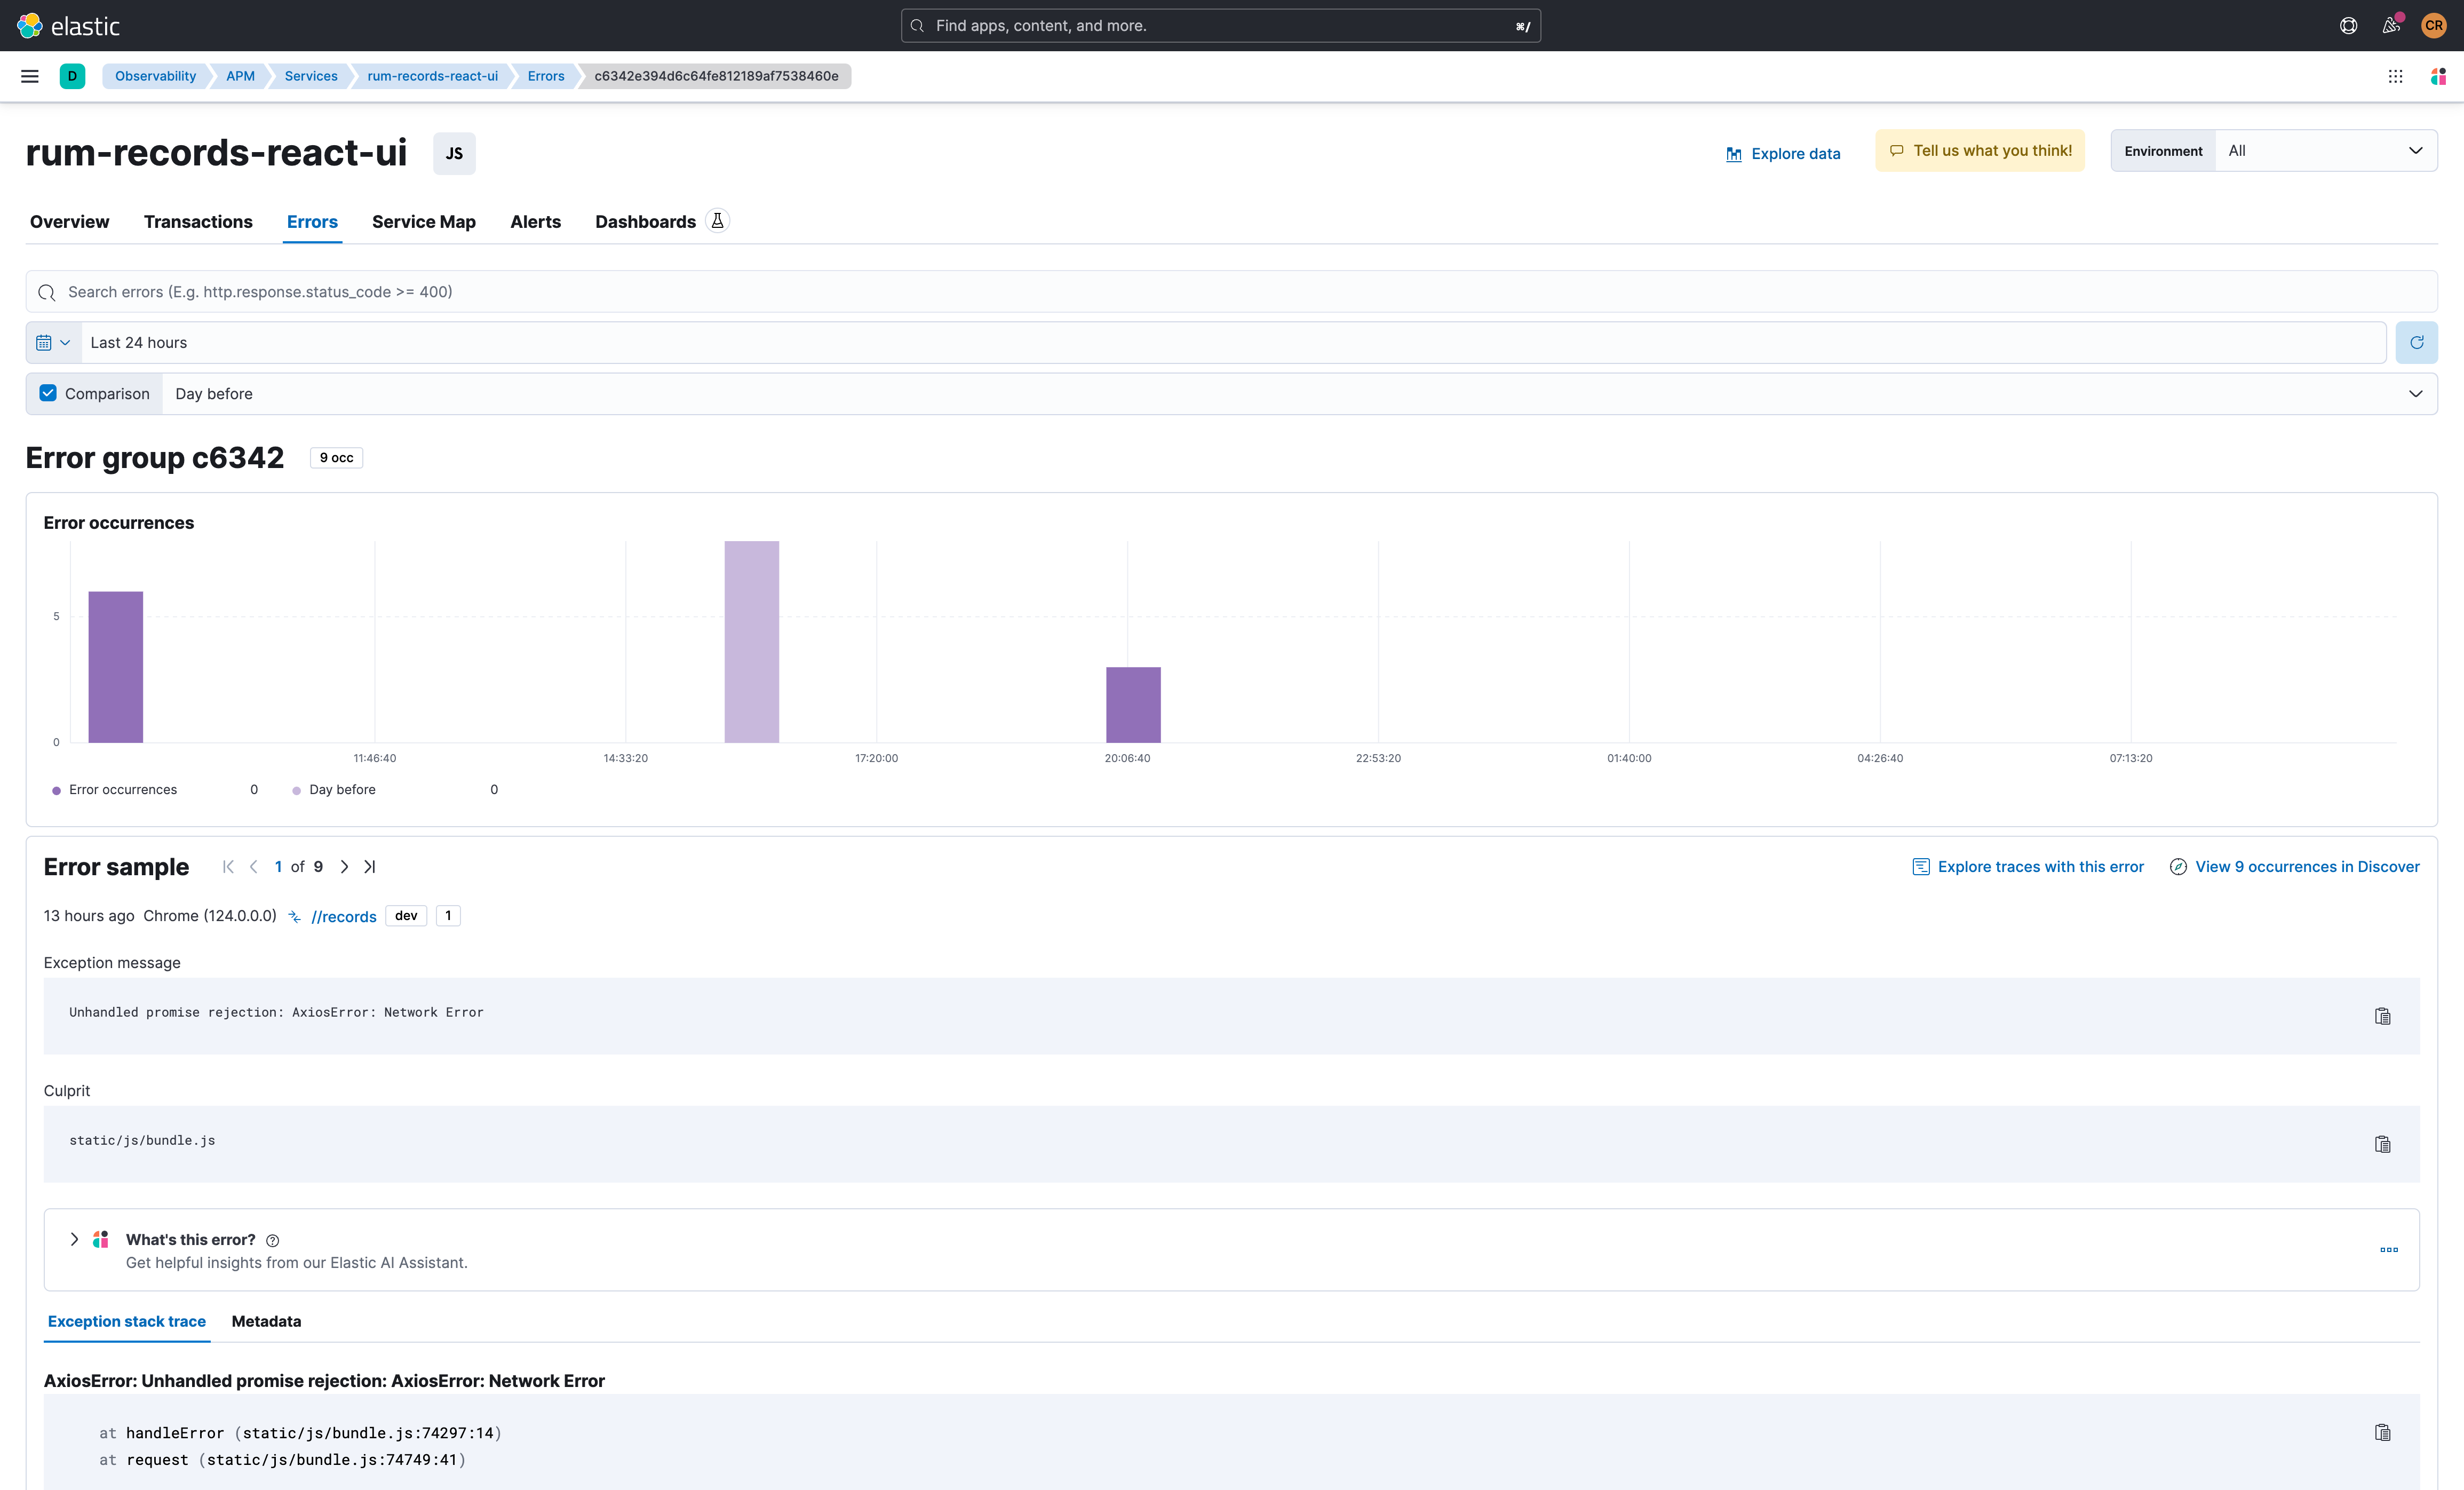 elastic
Find apps, content, and more.
⌘/
CR
D
Observability
APM
Services
rum-records-react-ui
Errors
c6342e394d6c64fe812189af7538460e
rum-records-react-ui
JS
Explore data
Tell us what you think!
Environment
All
Overview
Transactions
Errors
Service Map
Alerts
Dashboards
Search errors (E.g. http.response.status_code >= 400)
Last 24 hours
Comparison
Day before
Error group c6342
9 occ
Error occurrences
5
0
11:46:40
14:33:20
17:20:00
20:06:40
22:53:20
01:40:00
04:26:40
07:13:20
Error occurrences 0
Day before 0
Error sample
1 of 9
Explore traces with this error
View 9 occurrences in Discover
13 hours ago Chrome (124.0.0.0) //records dev 1
Exception message
Unhandled promise rejection: AxiosError: Network Error
Culprit
static/js/bundle.js
What's this error?
Get helpful insights from our Elastic AI Assistant.
Exception stack trace
Metadata
AxiosError: Unhandled promise rejection: AxiosError: Network Error
at handleError (static/js/bundle.js:74297:14)
at request (static/js/bundle.js:74749:41)